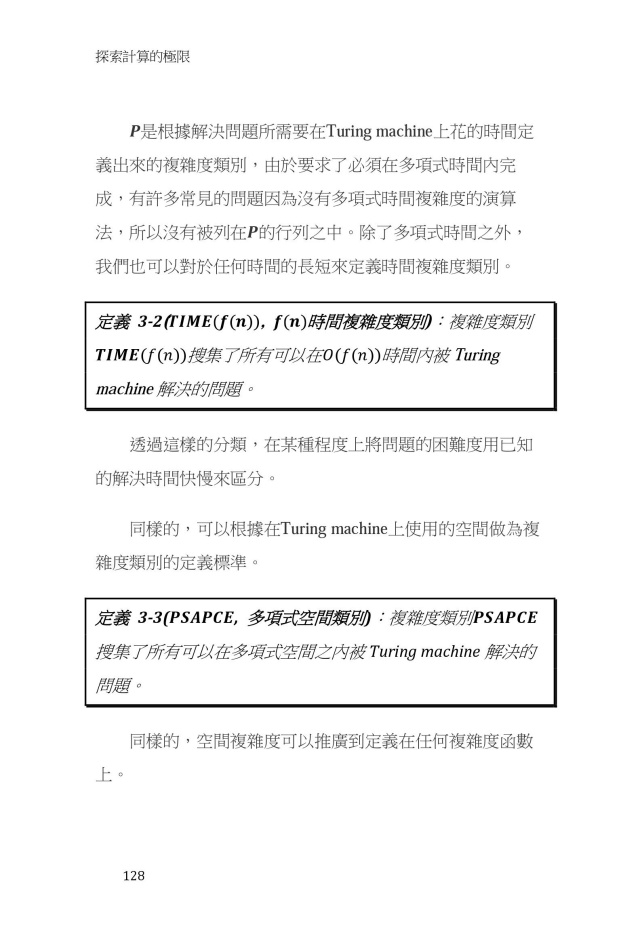 探索計算的極限
P是根據解決問題所需要在Turing machine上花的時間定
義出來的複雜度類別，由於要求了必須在多項式時間內完
成，有許多常見的問題因為沒有多項式時間複雜度的演算
法，所以沒有被列在P的行列之中。除了多項式時間之外，
我們也可以對於任何時間的長短來定義時間複雜度類別。
定義 3-2(TIME(f(n)), f(n)時間複雜度類別)：複雜度類別
TIME(f(n))搜集了所有可以在O(f(n))時間內被 Turing
machine 解決的問題。
透過這樣的分類，在某種程度上將問題的困難度用已知
的解決時間快慢來區分。
同樣的，可以根據在Turing machine上使用的空間做為複
雜度類別的定義標準。
定義 3-3(PSAPCE, 多項式空間類別)：複雜度類別PSAPCE
搜集了所有可以在多項式空間之內被 Turing machine 解決的
問題。
同樣的，空間複雜度可以推廣到定義在任何複雜度函數
上。
128